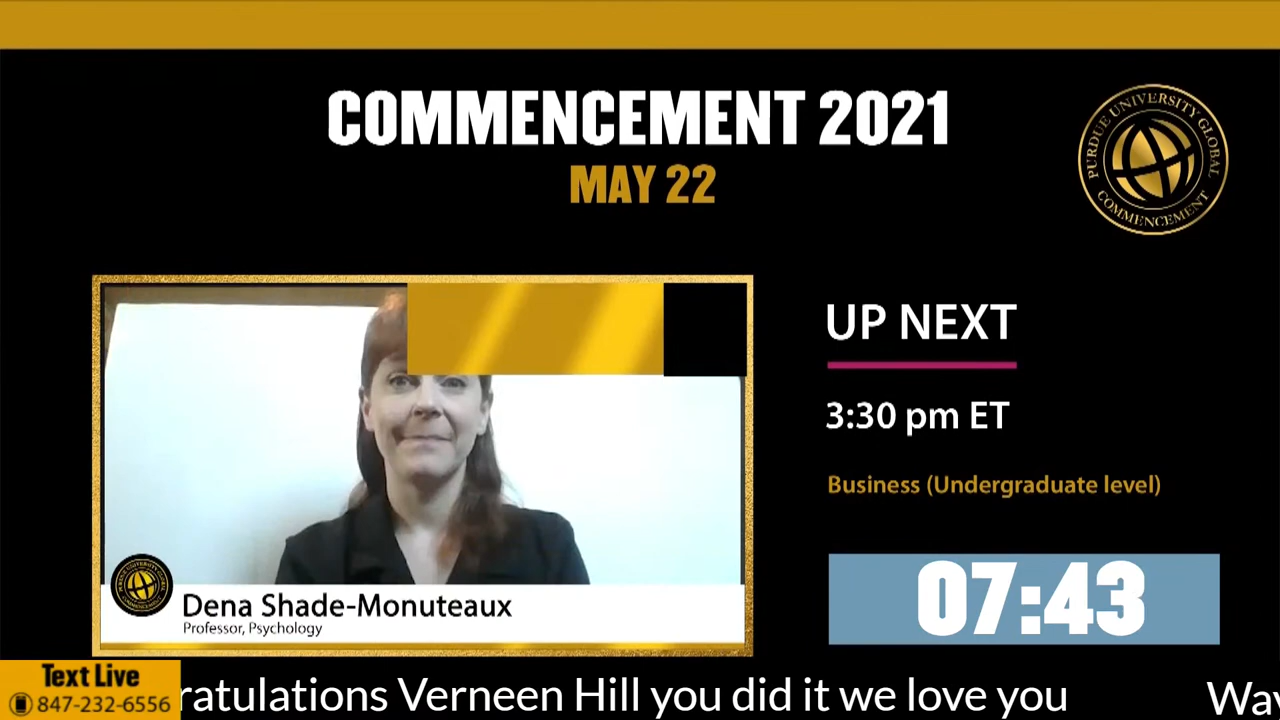 COMMENCEMENT 2021
MAY 22
PURDUE UNIVERSITY GLOBAL
COMMENCEMENT
UP NEXT
3:30 pm ET
Business (Undergraduate level)
07:43
Dena Shade-Monuteaux
Professor, Psychology
Text Live
847-232-6556
ratulations Verneen Hill you did it we love you